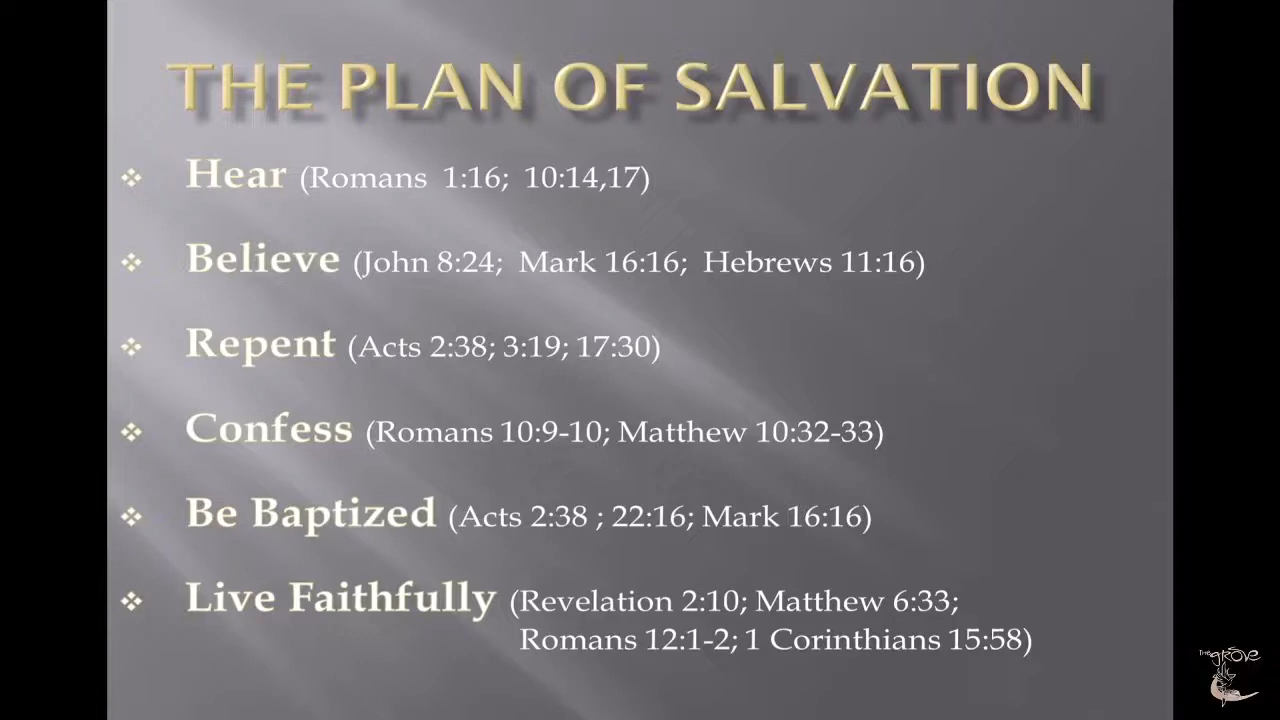 THE PLAN OF SALVATION
❖ Hear (Romans 1:16; 10:14,17)
❖ Believe (John 8:24; Mark 16:16; Hebrews 11:16)
❖ Repent (Acts 2:38; 3:19; 17:30)
❖ Confess (Romans 10:9-10; Matthew 10:32-33)
❖ Be Baptized (Acts 2:38 ; 22:16; Mark 16:16)
❖ Live Faithfully (Revelation 2:10; Matthew 6:33;
Romans 12:1-2; 1 Corinthians 15:58)
The grove